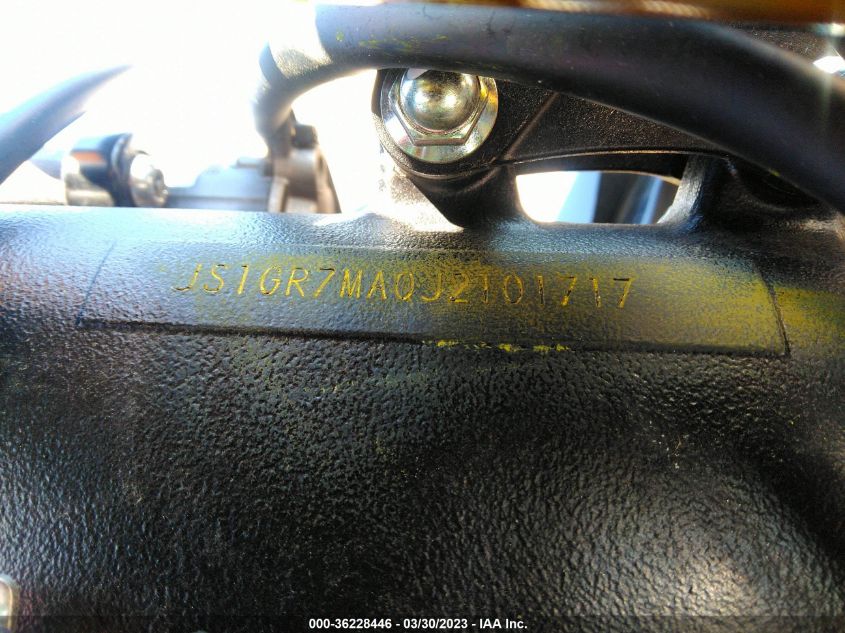 JS1GR7MA0J2101717
000-36228446 - 03/30/2023 - IAA Inc.